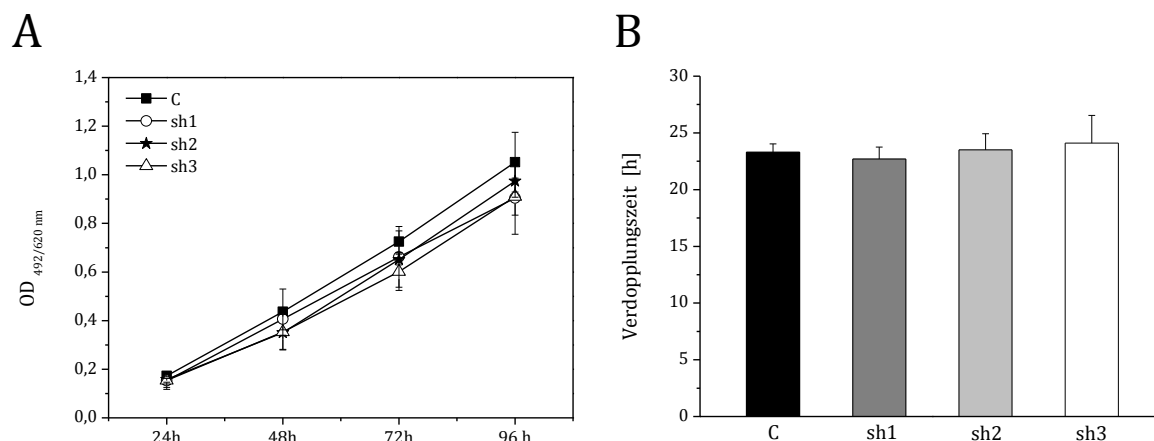 A
B
1,4
1,2
1,0
0,8
0,6
0,4
0,2
0,0
OD 492/620 nm
C
sh1
sh2
sh3
24h
48h
72h
96 h
30
25
20
15
10
5
0
Verdopplungszeit [h]
C
sh1
sh2
sh3